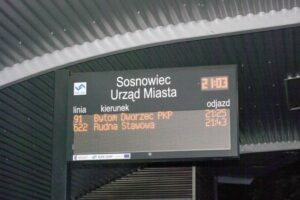 Sosnowiec
Urząd Miasta
21:03
linia kierunek odjazd
91 Bytom Dworzec PKP 21:25
622 Rudna Stawowa 21:43